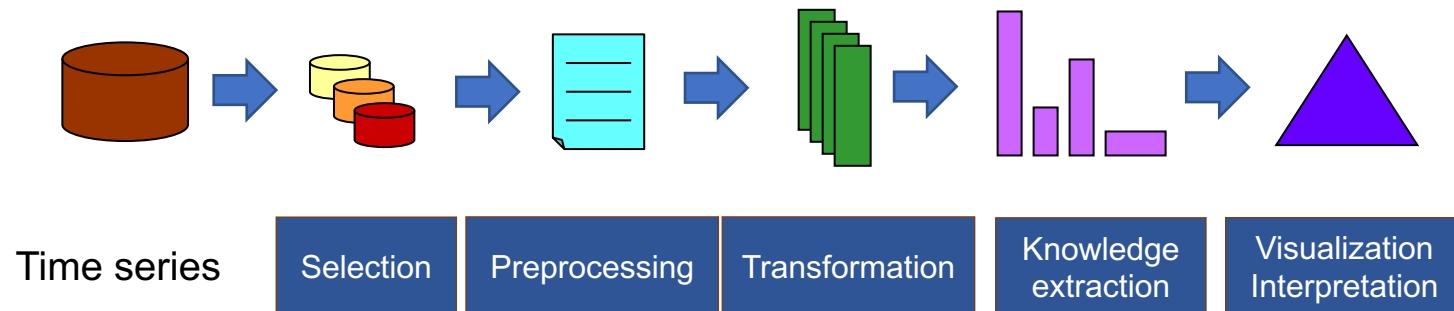 Time series
Selection
Preprocessing
Transformation
Knowledge
extraction
Visualization
Interpretation